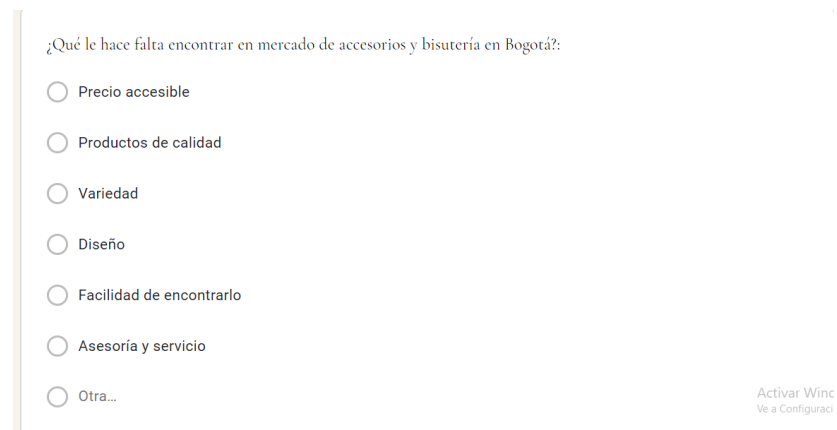 ¿Qué le hace falta encontrar en mercado de accesorios y bisutería en Bogotá?:
Precio accesible
Productos de calidad
Variedad
Diseño
Facilidad de encontrarlo
Asesoría y servicio
Otra...
Activar Winc
Ve a Configuraci